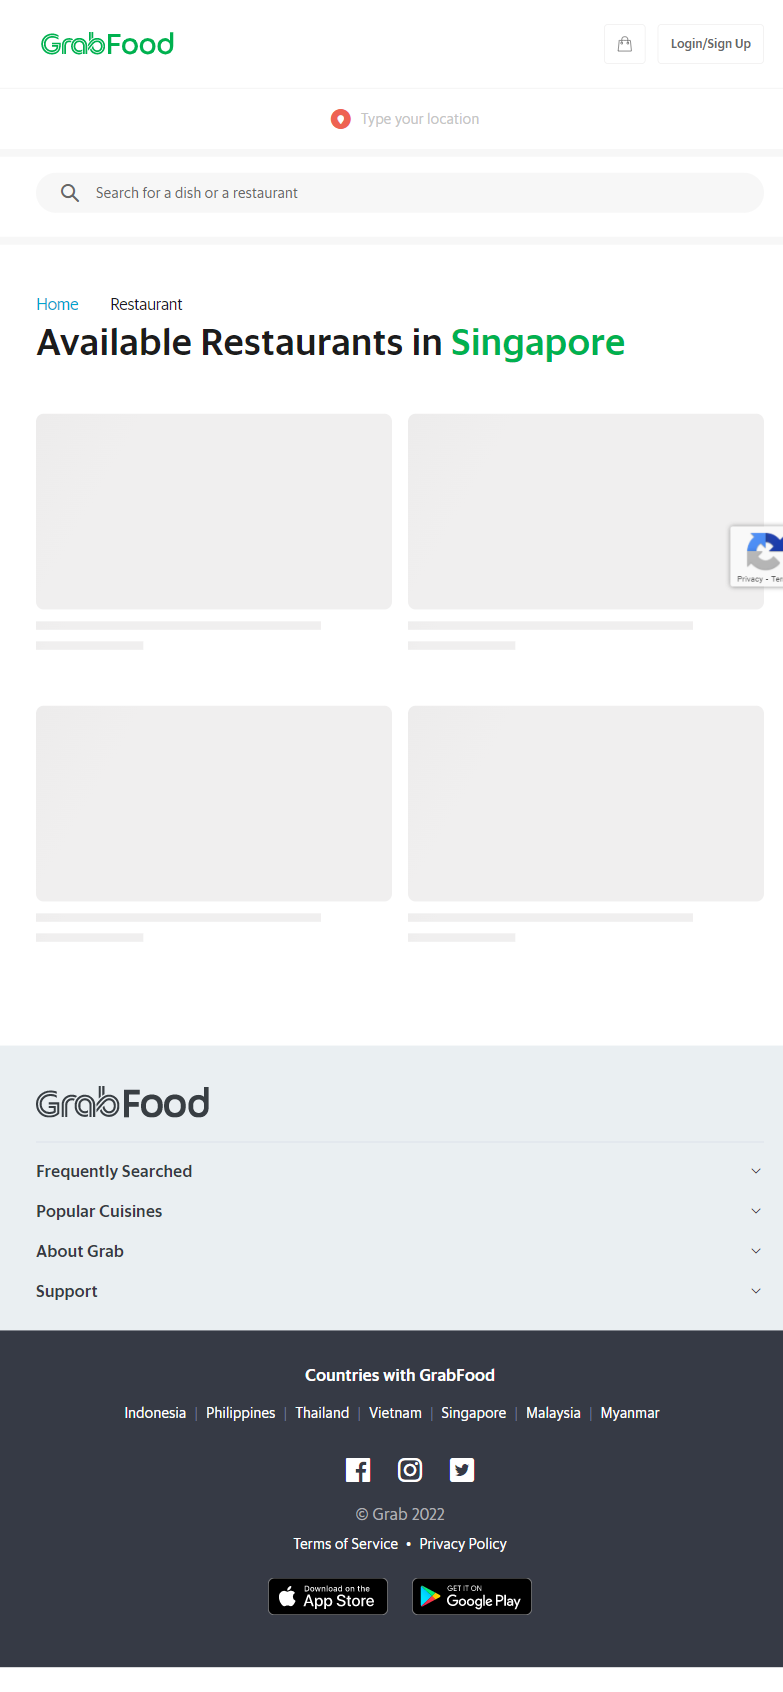 GrabFood
Login/Sign Up
Type your location
Search for a dish or a restaurant
Home Restaurant
Available Restaurants in Singapore
Privacy -
GrabFood
Frequently Searched
Popular Cuisines
About Grab
Support
Countries with GrabFood
Indonesia | Philippines | Thailand | Vietnam | Singapore | Malaysia | Myanmar
© Grab 2022
Terms of Service • Privacy Policy
Download on the
App Store
GET IT ON
Google Play